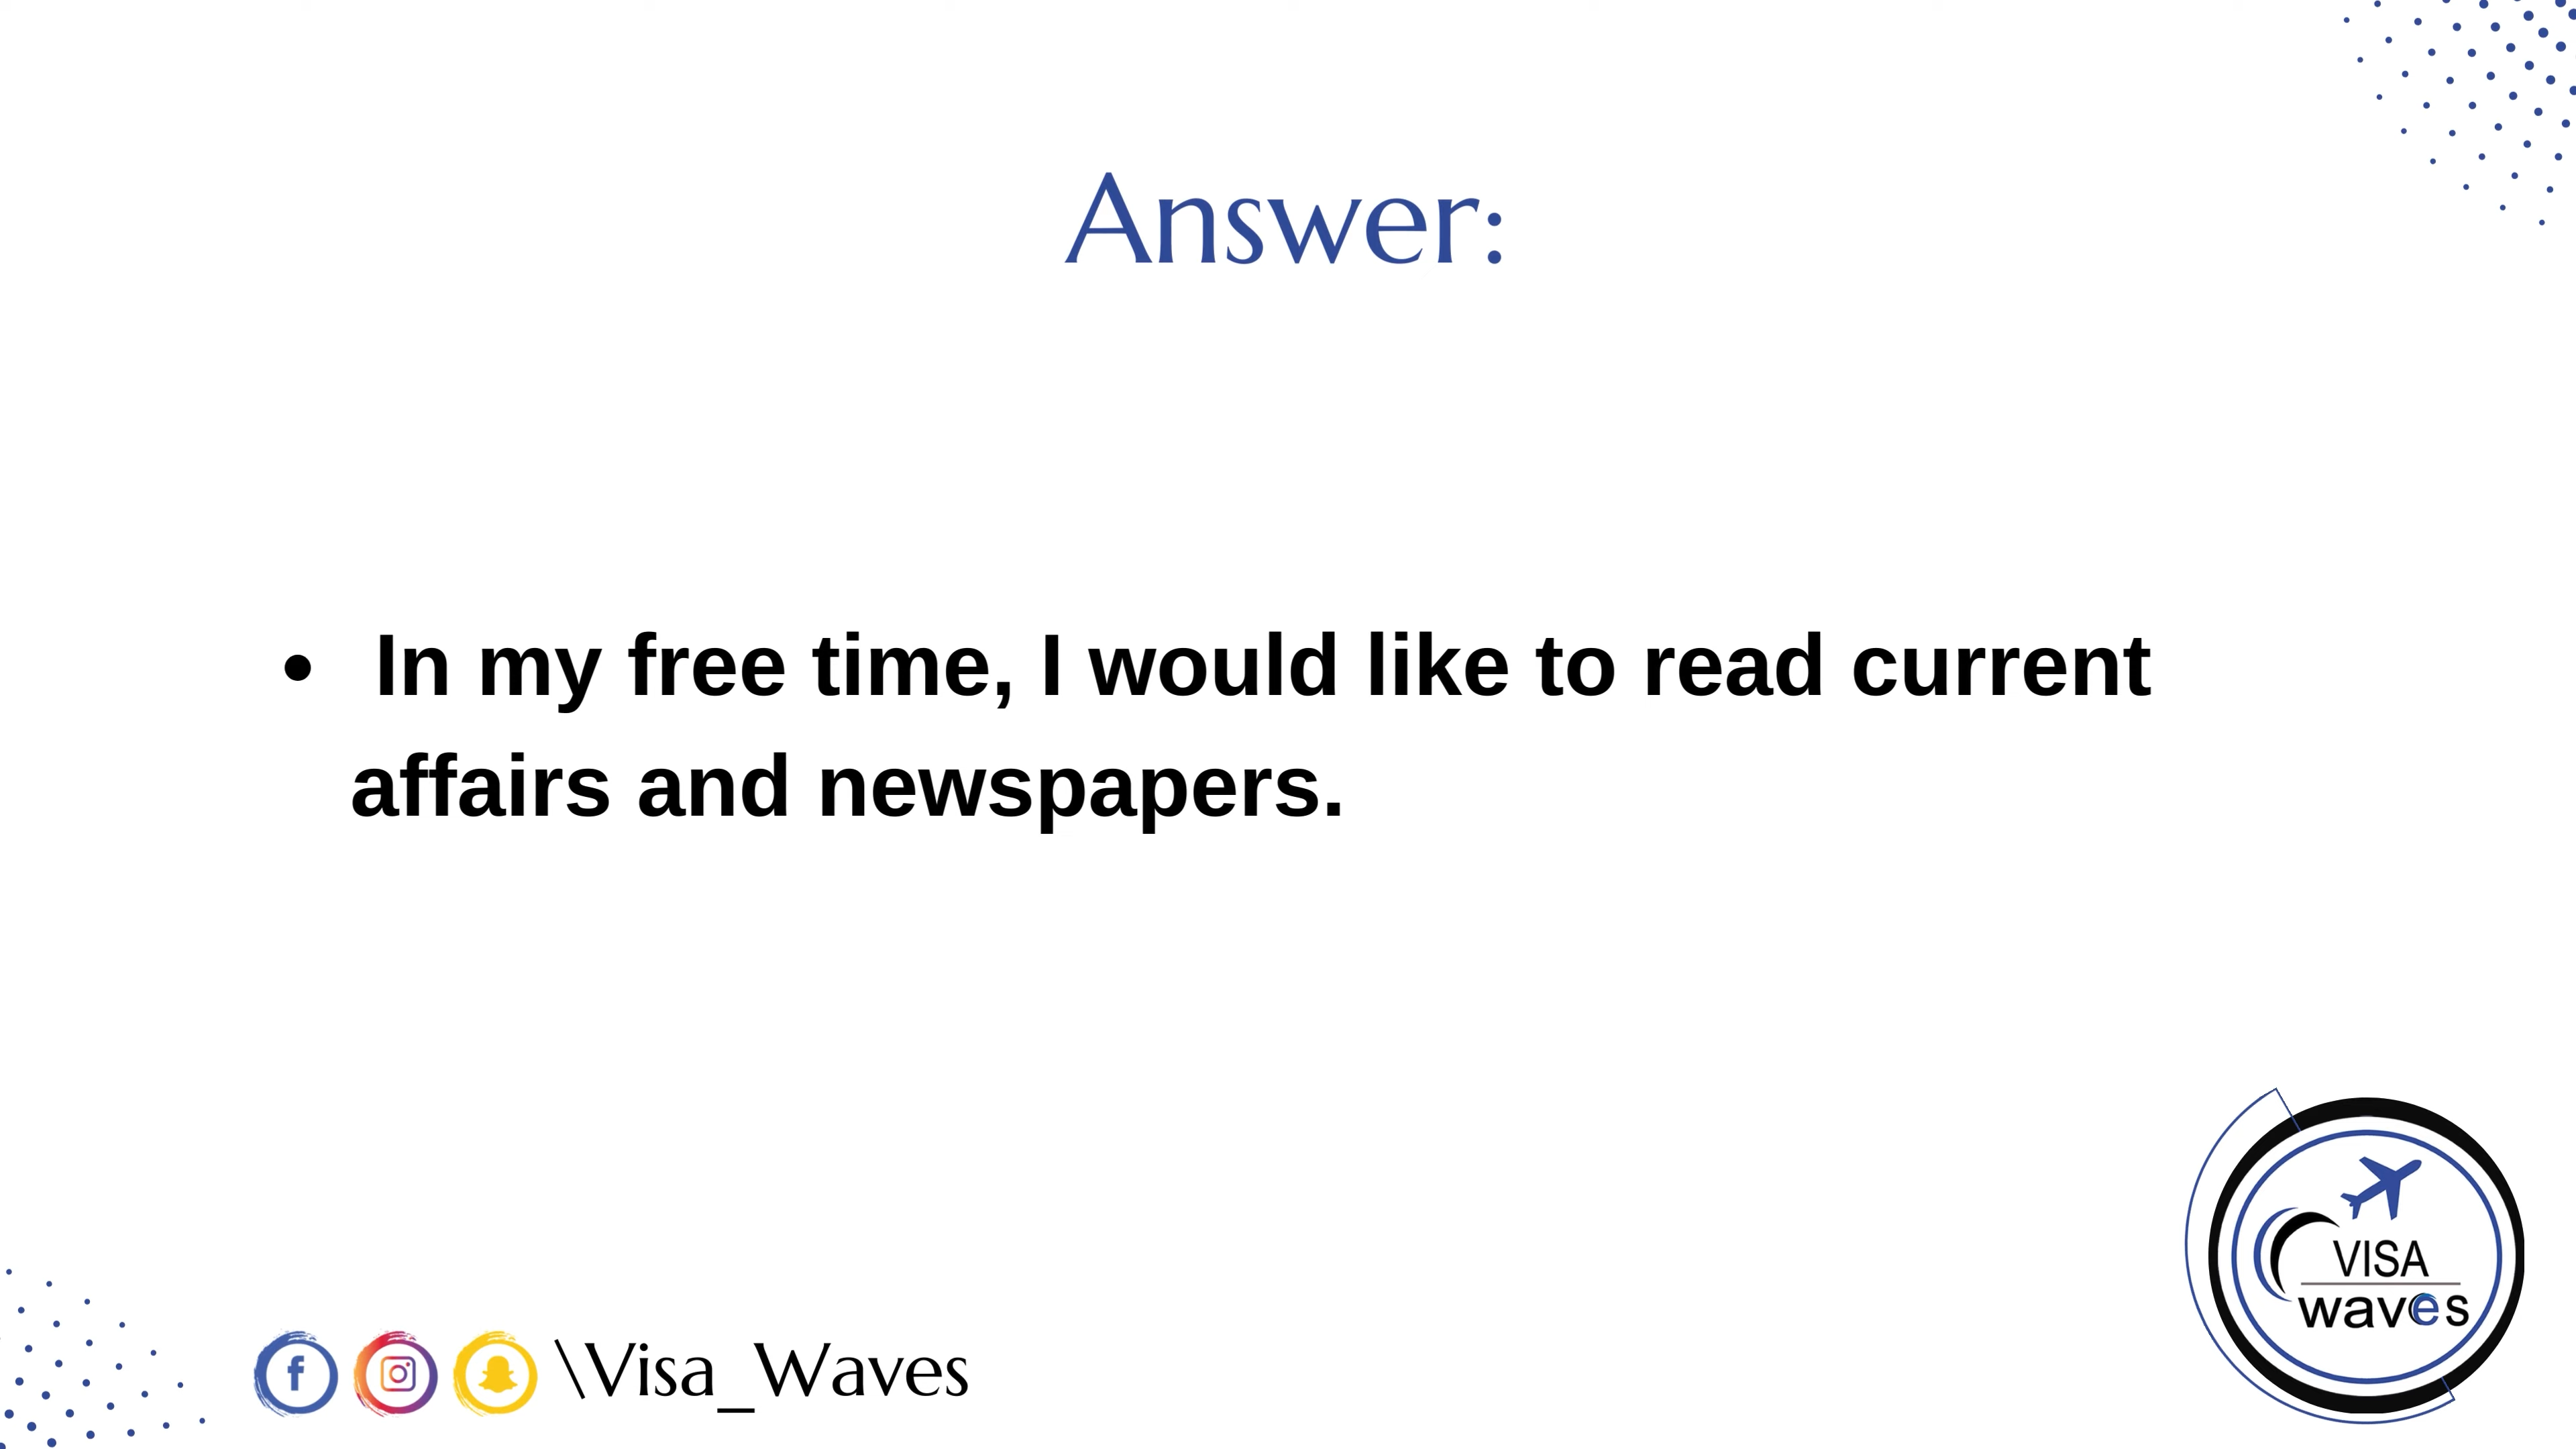 Answer:
• In my free time, I would like to read current
affairs and newspapers.
VISA
waves
\Visa_Waves